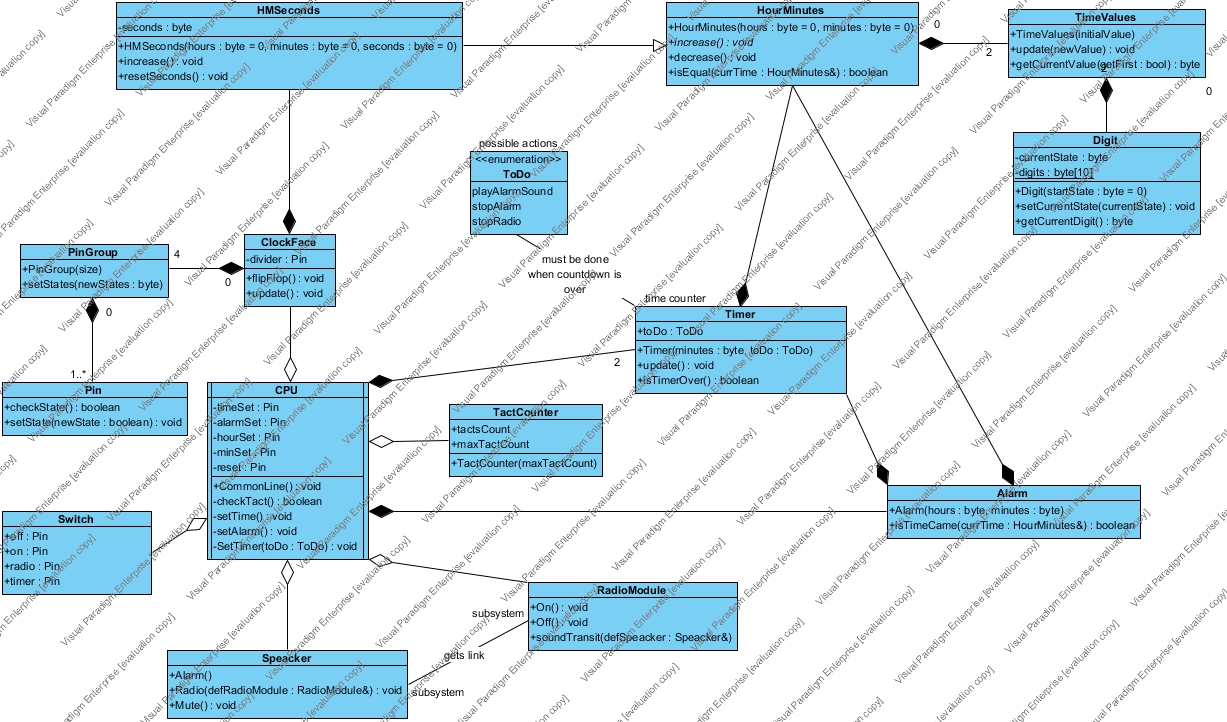 HMSeconds
-seconds : byte
+HMSeconds(hours : byte = 0, minutes : byte = 0, seconds : byte = 0)
+increase() : void
+resetSeconds() : void
HourMinutes
+HourMinutes(hours : byte = 0, minutes : byte = 0)
+increase() : void
+decrease() : void
+isEqual(currTime : HourMinutes&) : boolean
0
2
TimeValues
+TimeValues(initialValue)
+update(newValue) : void
+getCurrentValue(getFirst : bool) : byte
2
0
Digit
-currentState : byte
-digits : byte[10]
+Digit(startState : byte = 0)
+setCurrentState(currentState) : void
+getCurrentDigit() : byte
possible actions
<<enumeration>>
ToDo
playAlarmSound
stopAlarm
stopRadio
must be done
when countdown is
over
time counter
ClockFace
-divider : Pin
+flipFlop() : void
+update() : void
4
0
PinGroup
+PinGroup(size)
+setStates(newStates : byte)
0
1..*
Pin
+checkState() : boolean
+setState(newState : boolean) : void
Timer
+toDo : ToDo
+Timer(minutes : byte, toDo : ToDo)
+update() : void
+isTimerOver() : boolean
2
CPU
-timeSet : Pin
-alarmSet : Pin
-hourSet : Pin
-minSet : Pin
-reset : Pin
+CommonLine() : void
-checkTact() : boolean
-setTime() : void
-setAlarm() : void
-SetTimer(toDo : ToDo) : void
TactCounter
+tactsCount
+maxTactCount
+TactCounter(maxTactCount)
Alarm
+Alarm(hours : byte, minutes : byte)
+isTimeCame(currTime : HourMinutes&) : boolean
Switch
+off : Pin
+on : Pin
+radio : Pin
+timer : Pin
RadioModule
+On() : void
+Off() : void
+soundTransit(defSpeacker : Speacker&)
subsystem
gets link
subsystem
Speacker
+Alarm()
+Radio(defRadioModule : RadioModule&) : void
+Mute() : void
Visual Paradigm Enterprise [evaluation copy]